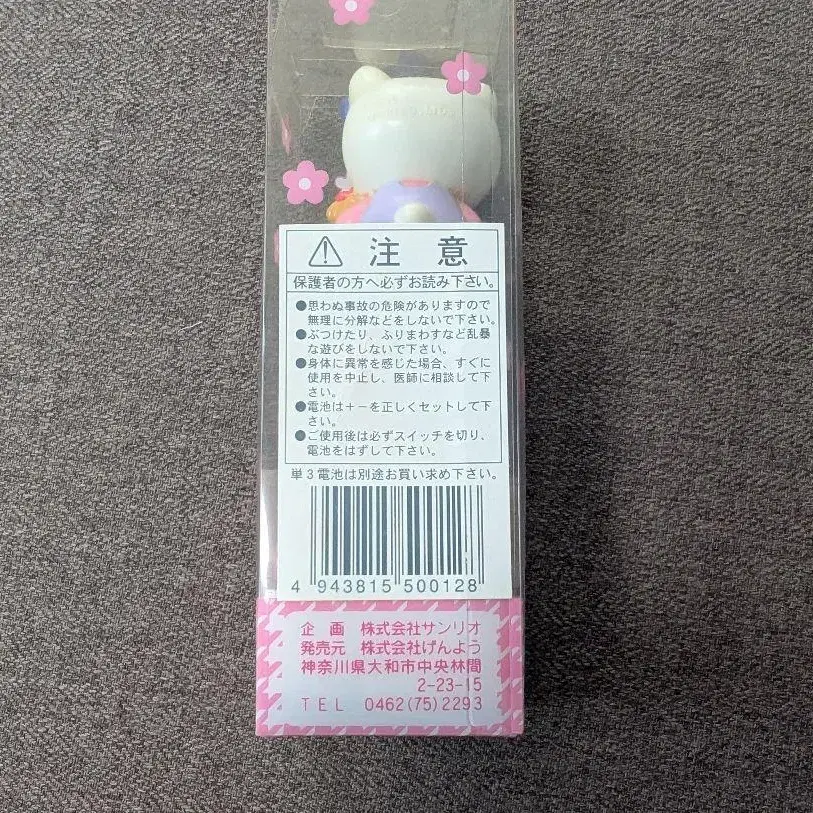 注意
保護者の方へ必ずお読み下さい。
●思わぬ事故の危険がありますので
無理に分解などをしないで下さい。
●ぶつけたり、ふりまわすなど乱暴
な遊びをしないで下さい。
●身体に異常を感じた場合、すぐに
使用を中止し、医師に相談して下
さい。
●電池は+−を正しくセットして下
さい。
●ご使用後は必ずスイッチを切り、
電池をはずして下さい。
単3電池は別途お買い求め下さい。
4 943815 500128
企画 株式会社サンリオ
発売元 株式会社げんよう
神奈川県大和市中央林間
2-23-15
TEL 0462(75)2293